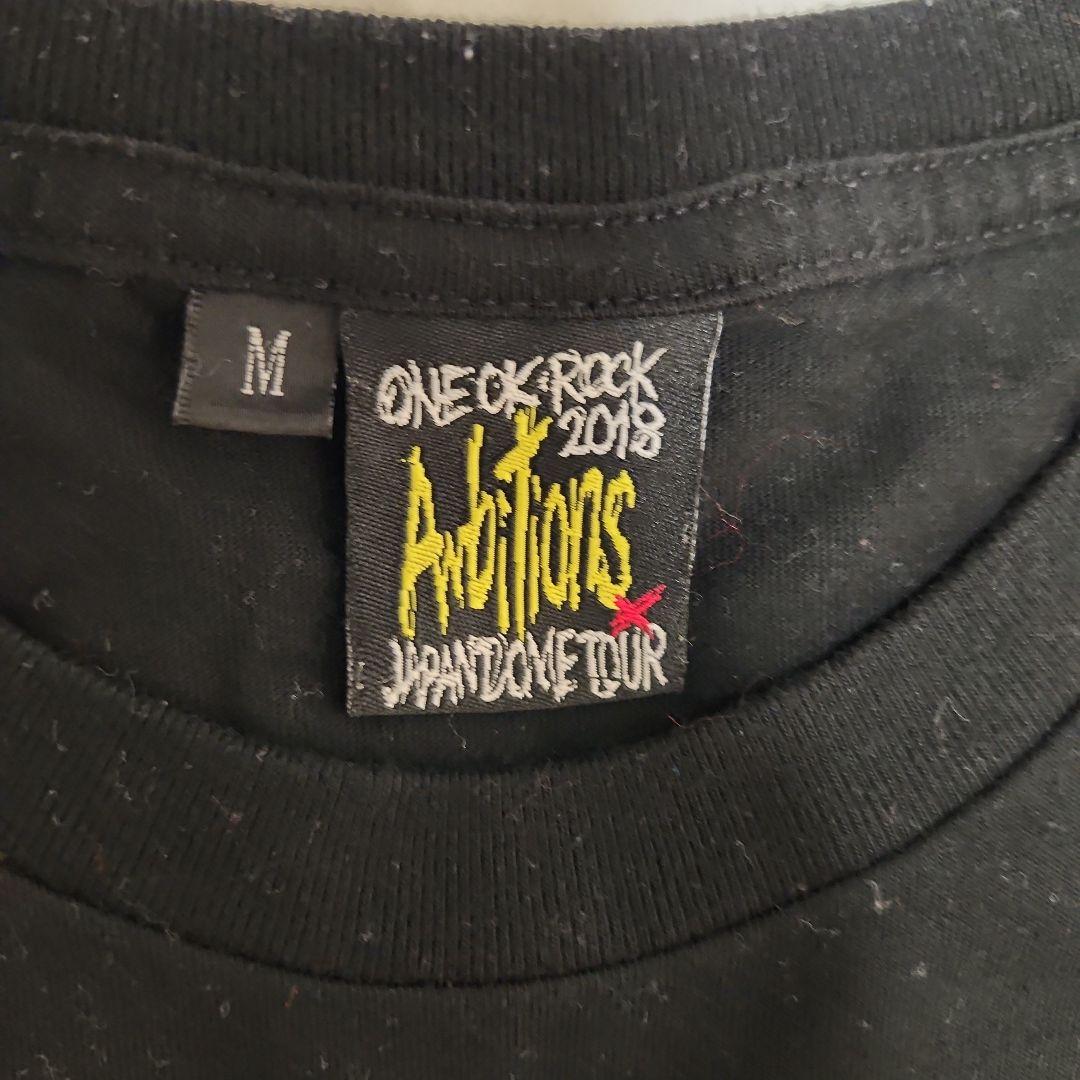 M
ONE OK ROCK
2018
Ambitions
JAPAN DOME TOUR